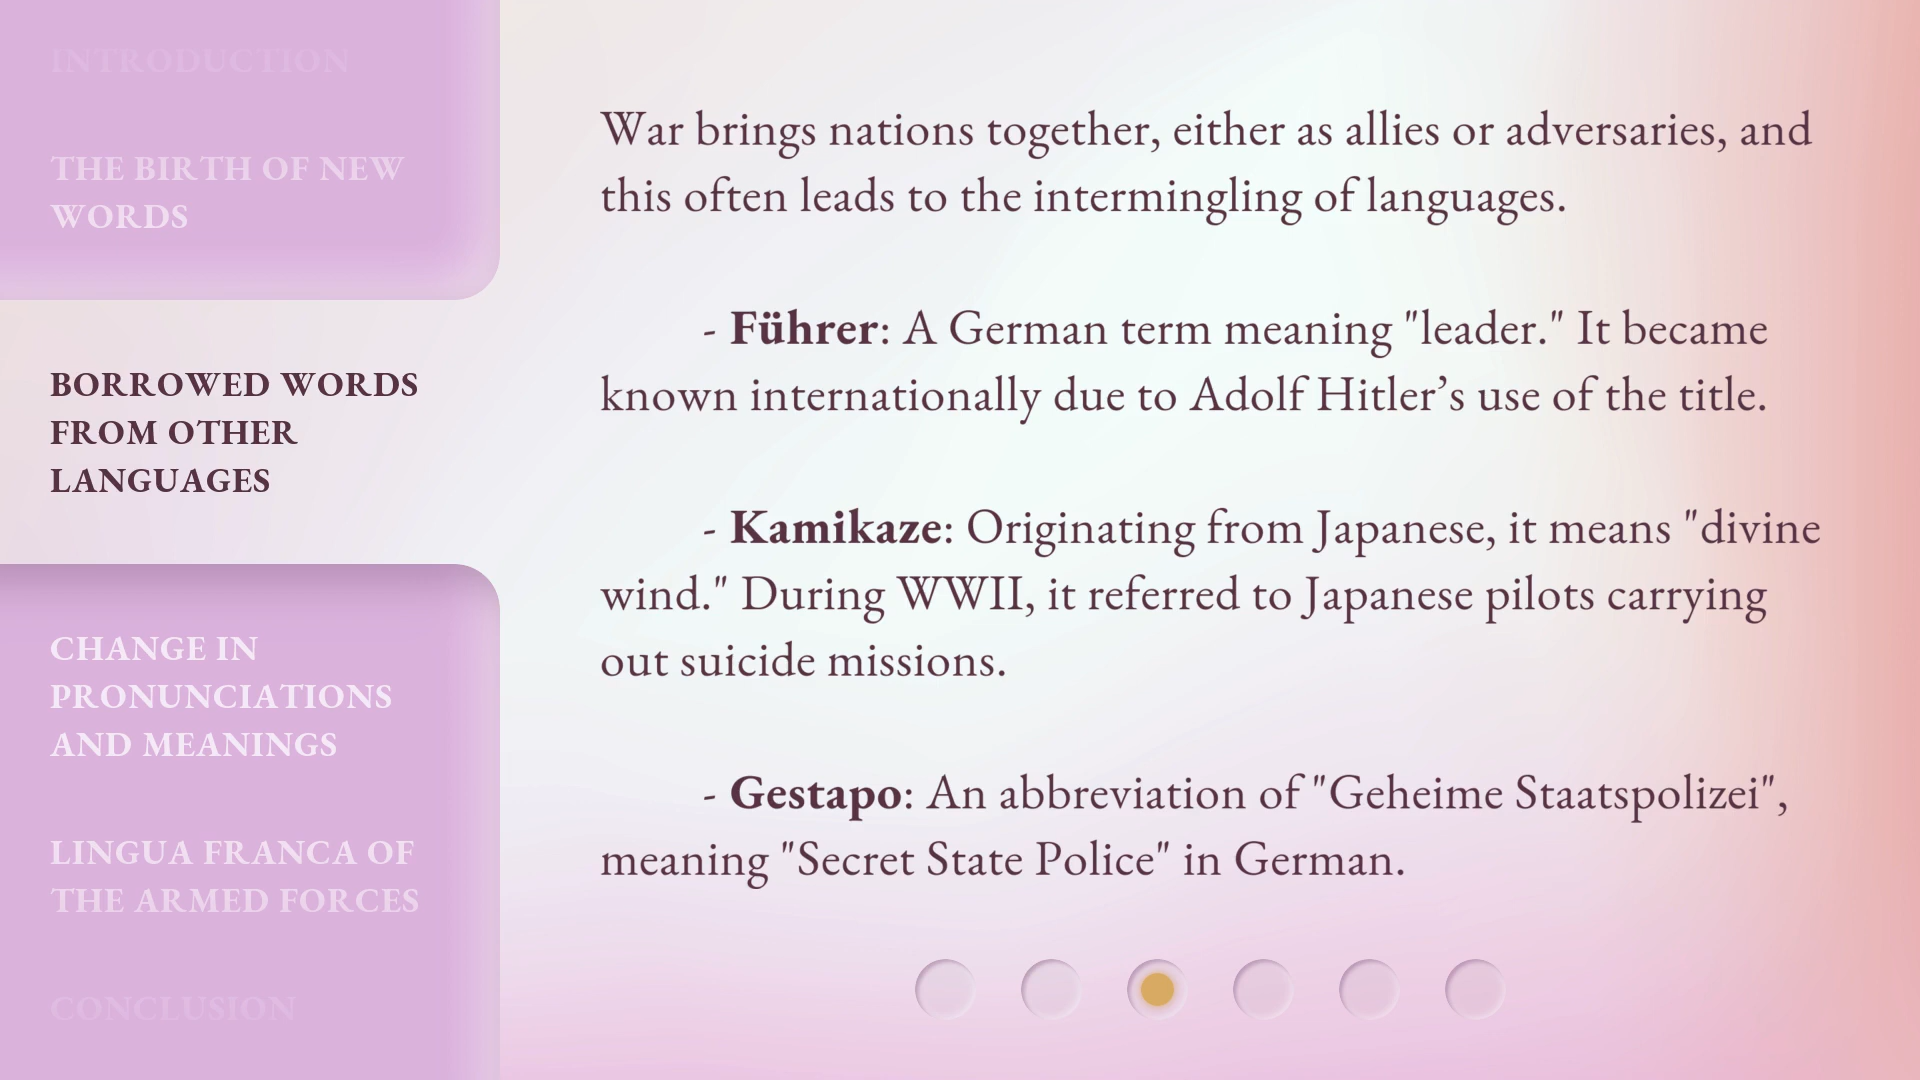 INTRODUCTION
THE BIRTH OF NEW
WORDS
BORROWED WORDS
FROM OTHER
LANGUAGES
CHANGE IN
PRONUNCIATIONS
AND MEANINGS
LINGUA FRANCA OF
THE ARMED FORCES
CONCLUSION
War brings nations together, either as allies or adversaries, and
this often leads to the intermingling of languages.
- Führer: A German term meaning "leader." It became
known internationally due to Adolf Hitler’s use of the title.
- Kamikaze: Originating from Japanese, it means "divine
wind." During WWII, it referred to Japanese pilots carrying
out suicide missions.
- Gestapo: An abbreviation of "Geheime Staatspolizei",
meaning "Secret State Police" in German.